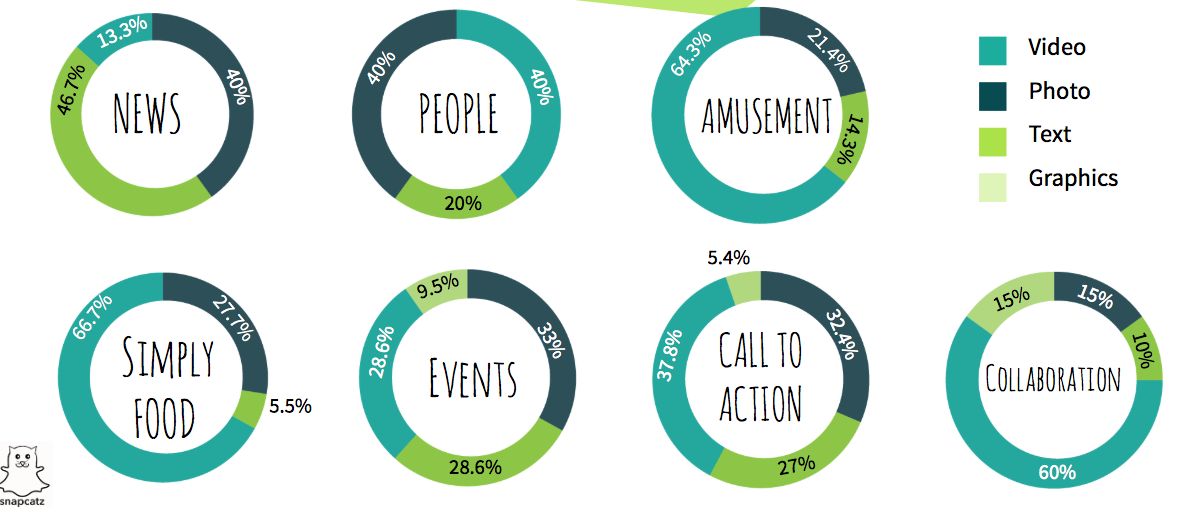 13.3%
40%
46.7%
NEWS
40%
40%
20%
PEOPLE
64.3%
21.4%
14.3%
AMUSEMENT
Video
Photo
Text
Graphics
66.7%
27.7%
5.5%
SIMPLY
FOOD
9.5%
33%
28.6%
28.6%
EVENTS
5.4%
32.4%
37.8%
27%
CALL TO
ACTION
15%
15%
10%
60%
COLLABORATION
snapcatz